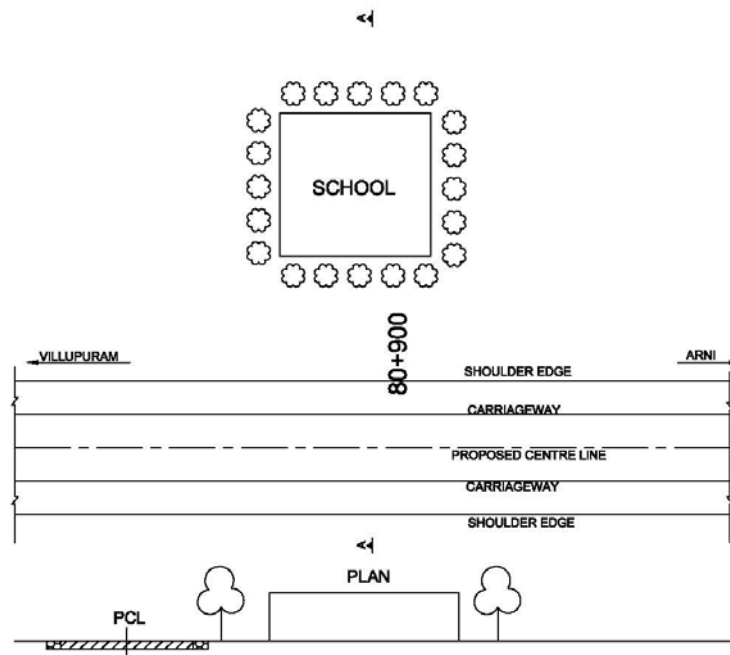 A
SCHOOL
80+900
VILLUPURAM
ARNI
SHOULDER EDGE
CARRIAGEWAY
PROPOSED CENTRE LINE
CARRIAGEWAY
SHOULDER EDGE
A
PLAN
PCL